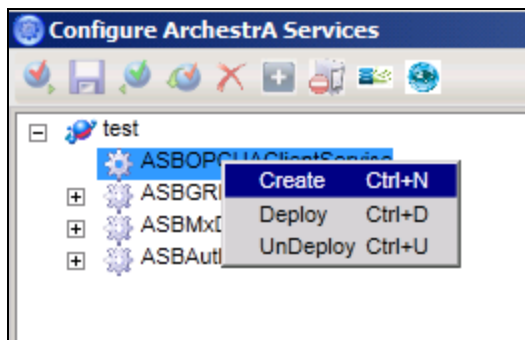 Configure ArchestrA Services
test
ASBOPCUAClientService
Create Ctrl+N
Deploy Ctrl+D
UnDeploy Ctrl+U